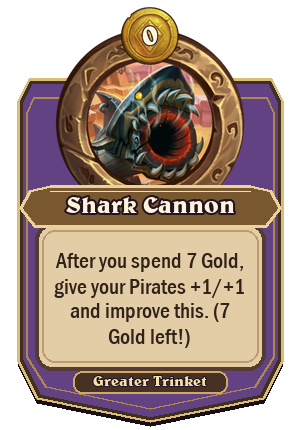 0
Shark Cannon
After you spend 7 Gold,
give your Pirates +1/+1
and improve this. (7
Gold left!)
Greater Trinket